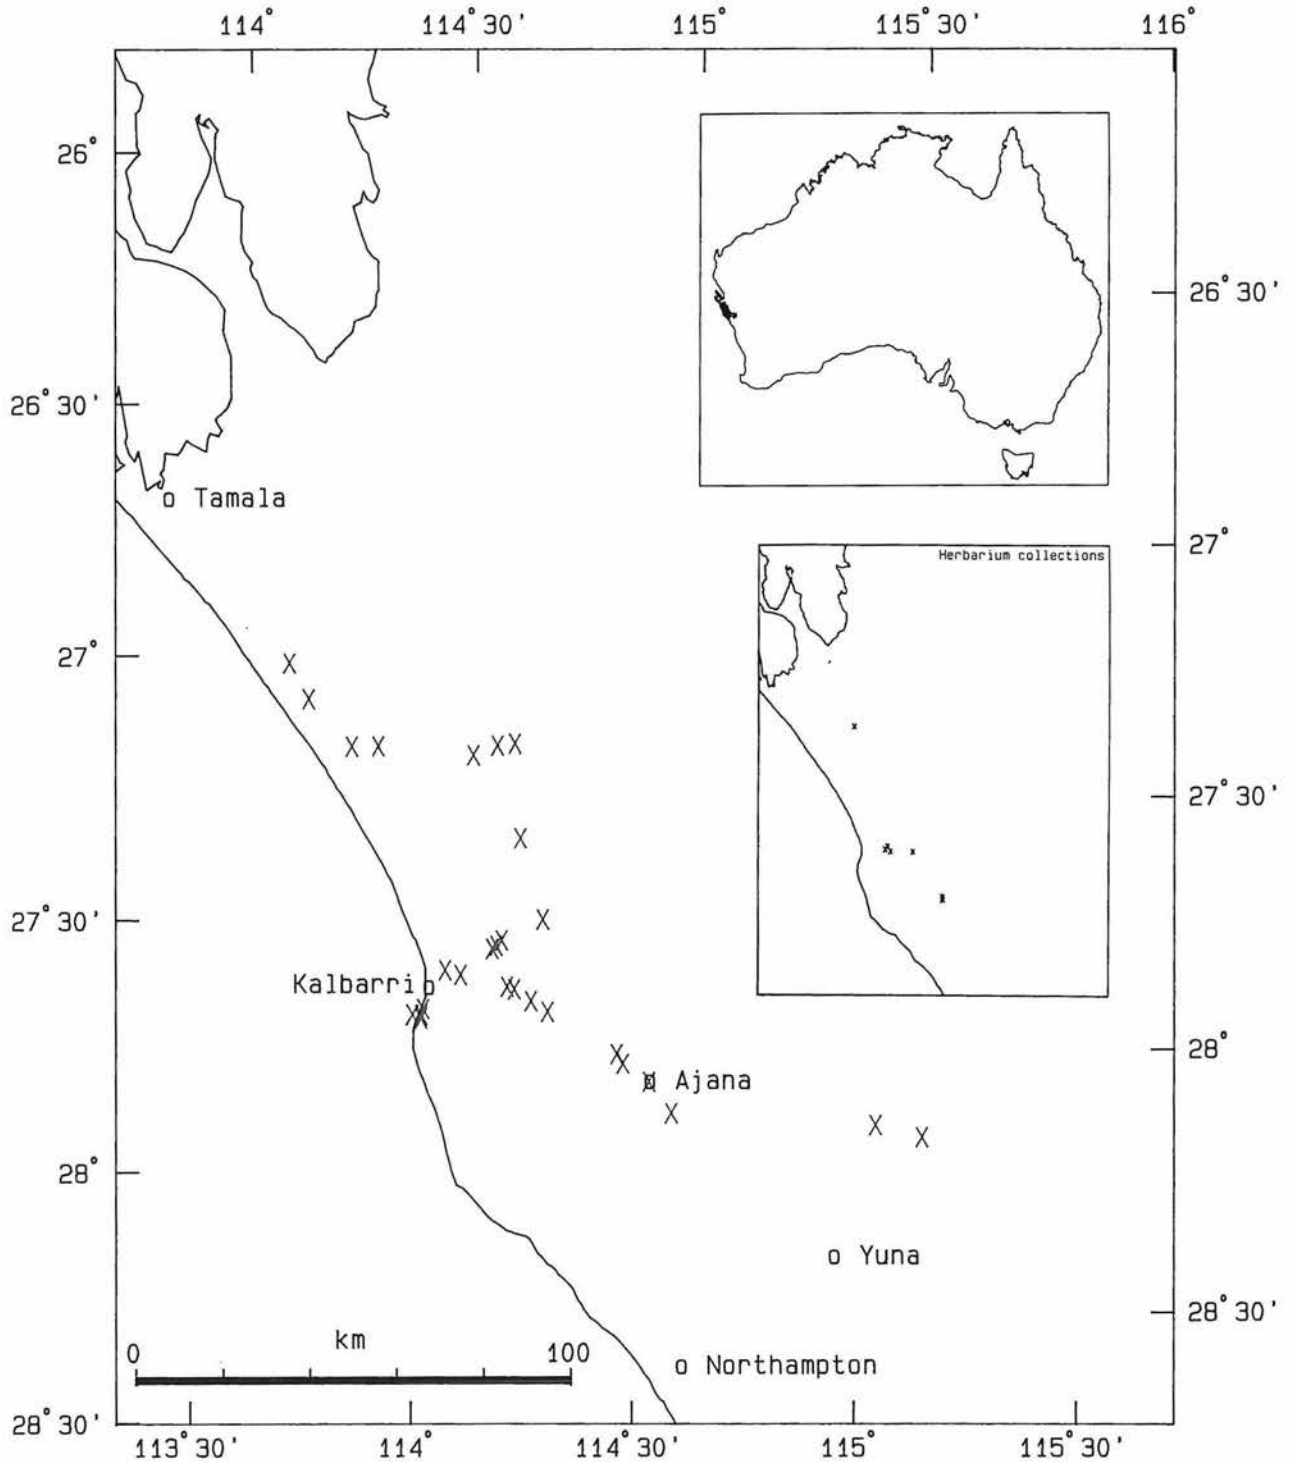 114° 114°30' 115° 115°30' 116°
26°
26°30'
26°30'
Tamala
27°
Herbarium collections
27°
27°30'
27°30'
Kalbarri
28°
Ajana
28°
Yuna
28°30'
km
0 100
Northampton
28°30'
113°30' 114° 114°30' 115° 115°30'